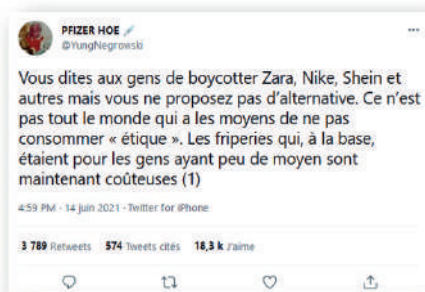 PFIZER HOE
@YungNegrowski
Vous dites aux gens de boycotter Zara, Nike, Shein et
autres mais vous ne proposez pas d'alternative. Ce n'est
pas tout le monde qui a les moyens de ne pas
consommer « étique ». Les friperies qui, à la base,
étaient pour les gens ayant peu de moyen sont
maintenant coûteuses (1)
4:59 PM · 14 juin 2021 · Twitter for iPhone
3 789 Retweets 574 Tweets cités 18,3 k J'aime